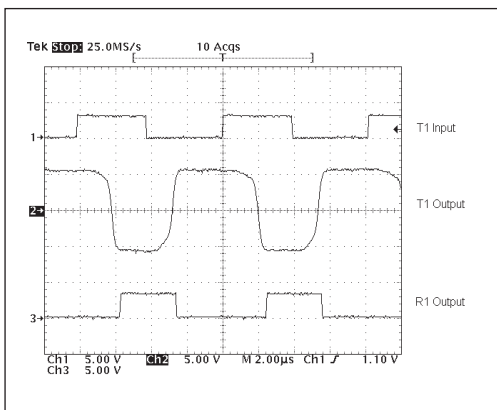 Tek Stop: 25.0MS/s 10 Acqs
[ T ]
1→
T1 Input
2→
T1 Output
3→
R1 Output
Ch1 5.00 V Ch2 5.00 V M 2.00µs Ch1 ƒ 1.10 V
Ch3 5.00 V